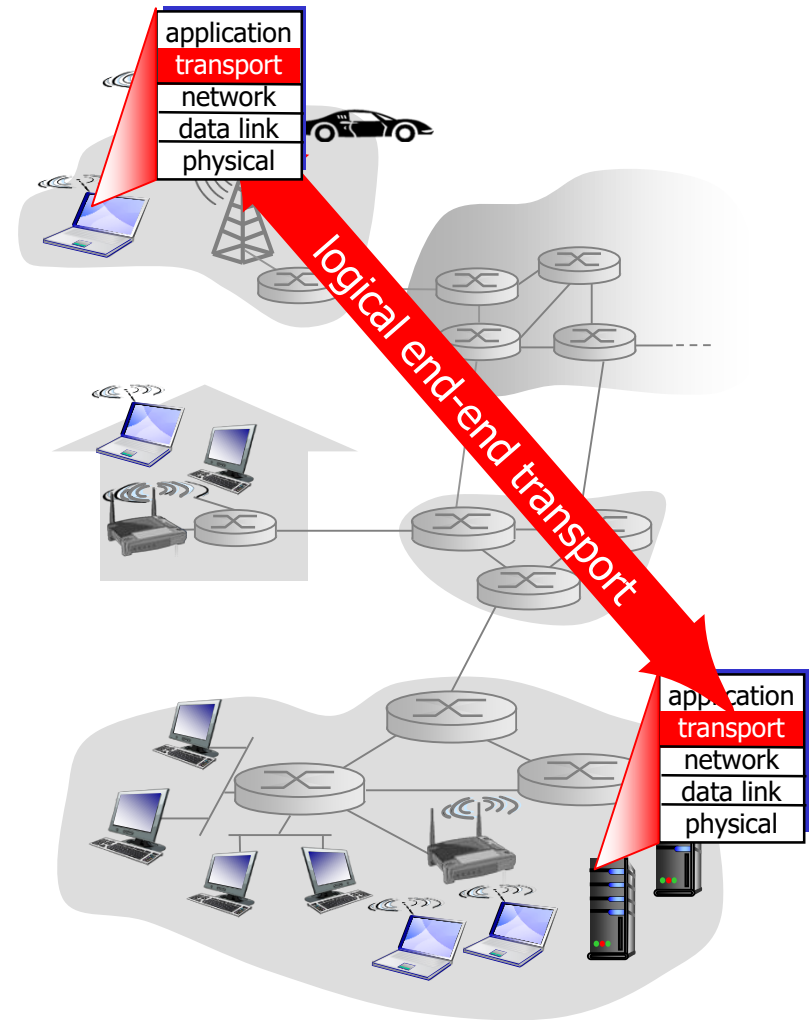 application
transport
network
data link
physical
logical end-end transport
application
transport
network
data link
physical